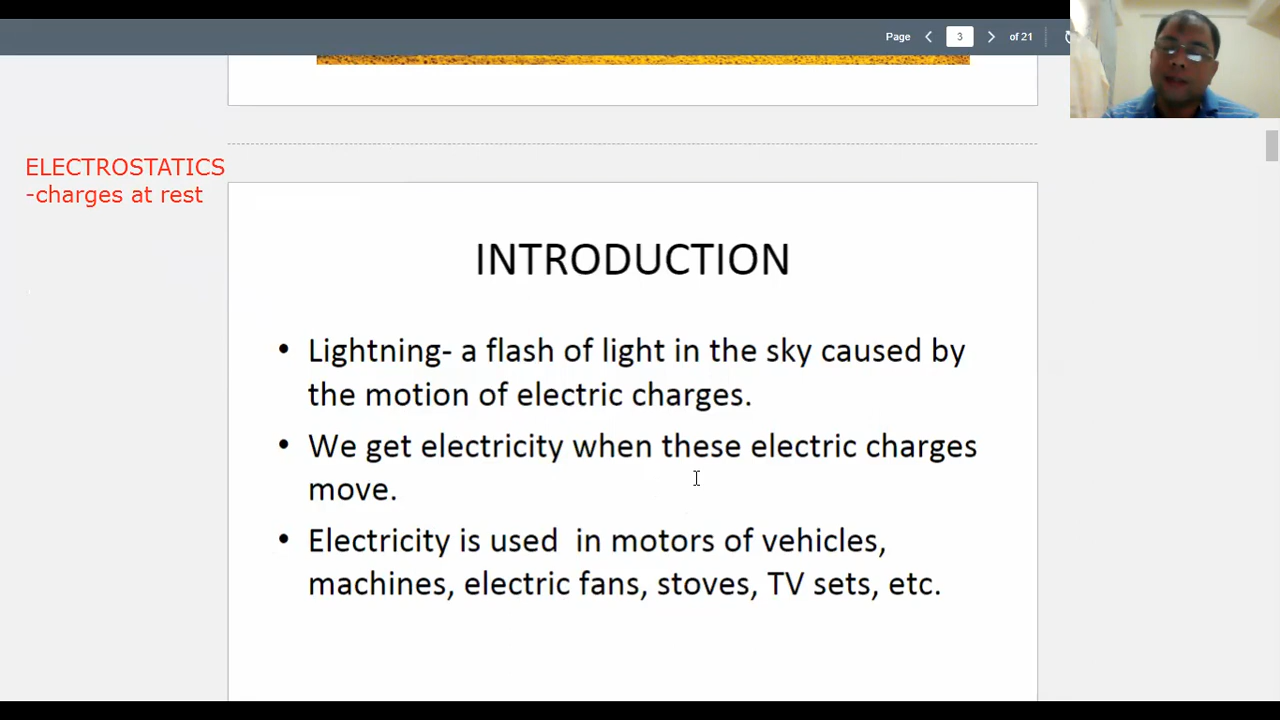 Page 3 of 21
ELECTROSTATICS
-charges at rest
INTRODUCTION
• Lightning- a flash of light in the sky caused by
the motion of electric charges.
• We get electricity when these electric charges
move.
• Electricity is used  in motors of vehicles,
machines, electric fans, stoves, TV sets, etc.